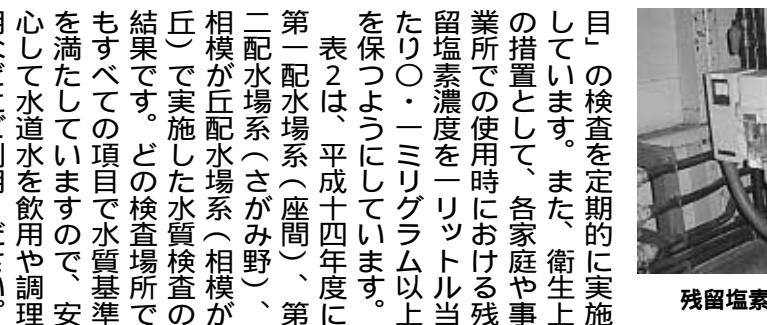 目」の検査を定期的に実施
しています。また、衛生上
の措置として、各家庭や事
業所での使用時における残
留塩素濃度を一リットル当
たり〇・一ミリグラム以上
を保つようにしています。
表2は、平成十四年度に
第一配水場系(座間)、第
二配水場系(さがみ野)、
相模が丘配水場系(相模が
丘)で実施した水質検査の
結果です。どの検査場所で
もすべての項目で水質基準
を満たしていますので、安
心して水道水を飲用や調理
残留塩素